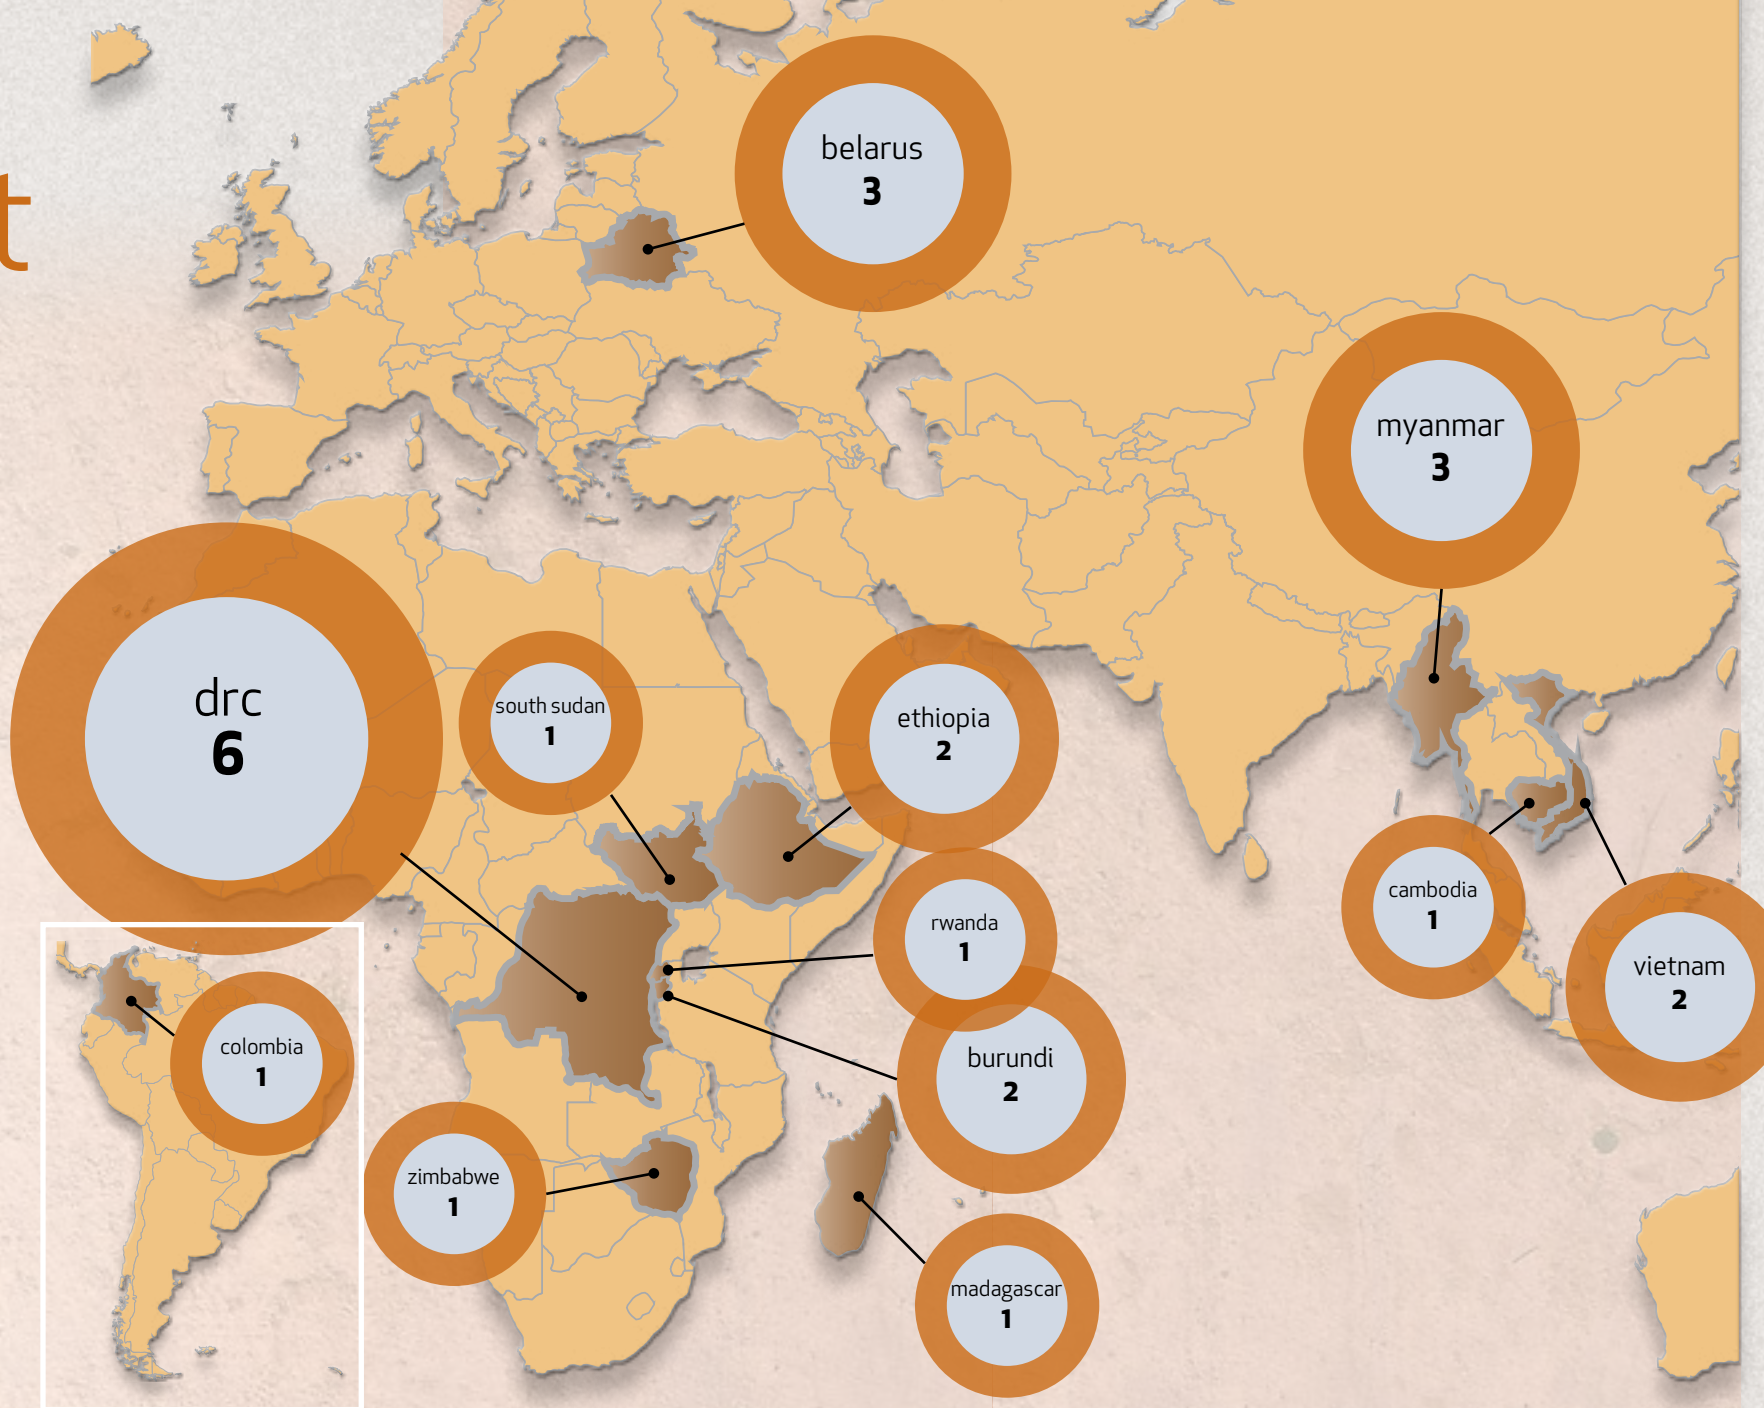 t
belarus
3
myanmar
3
drc
6
south sudan
1
ethiopia
2
cambodia
1
rwanda
1
vietnam
2
colombia
1
burundi
2
zimbabwe
1
madagascar
1